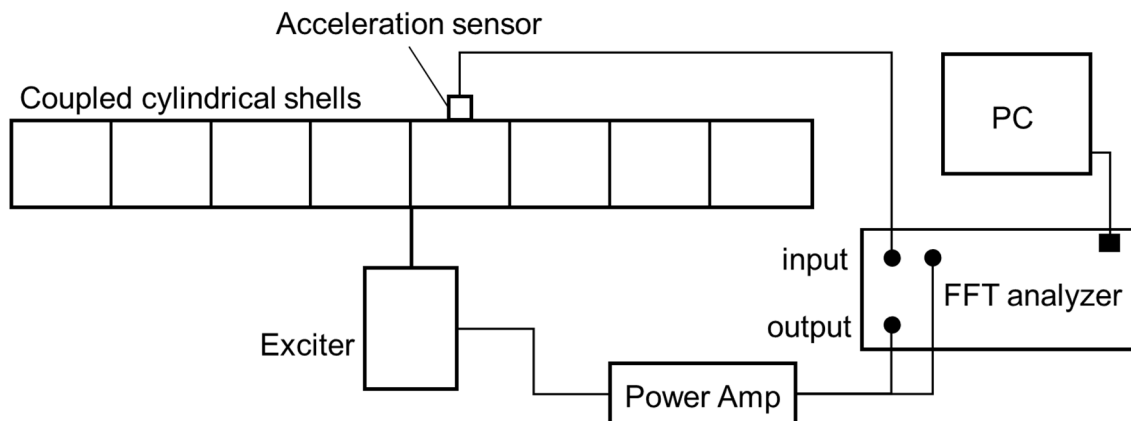 Acceleration sensor
Coupled cylindrical shells
PC
input
FFT analyzer
output
Exciter
Power Amp